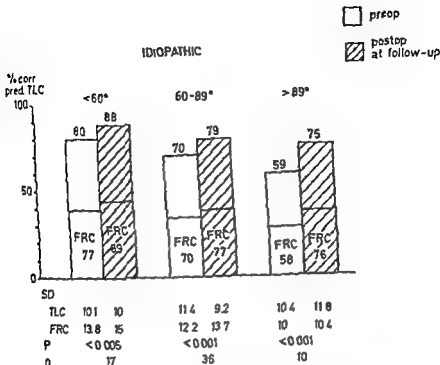 preop
postop
at follow-up
IDIOPATHIC
% corr
pred. TLC
<60° 60-89° >89°
100
80 88 70 79 59 75
50
FRC FRC FRC FRC FRC FRC
77 89 70 77 58 76
0
SD
TLC 10.1 10 11.4 9.2 10.4 11.8
FRC 13.8 15 12.2 13.7 10 10.4
P <0 005 <0 001 <0 001
n 17 36 10